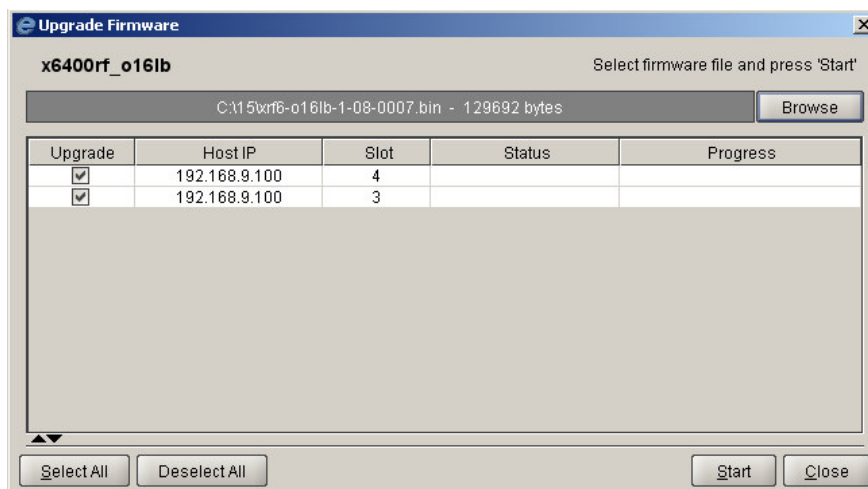 Upgrade Firmware
x6400rf_o16lb Select firmware file and press 'Start'
C:\15\xrf6-o16lb-1-08-0007.bin - 129692 bytes Browse
Upgrade Host IP Slot Status Progress
192.168.9.100 4
192.168.9.100 3
Select All Deselect All Start Close